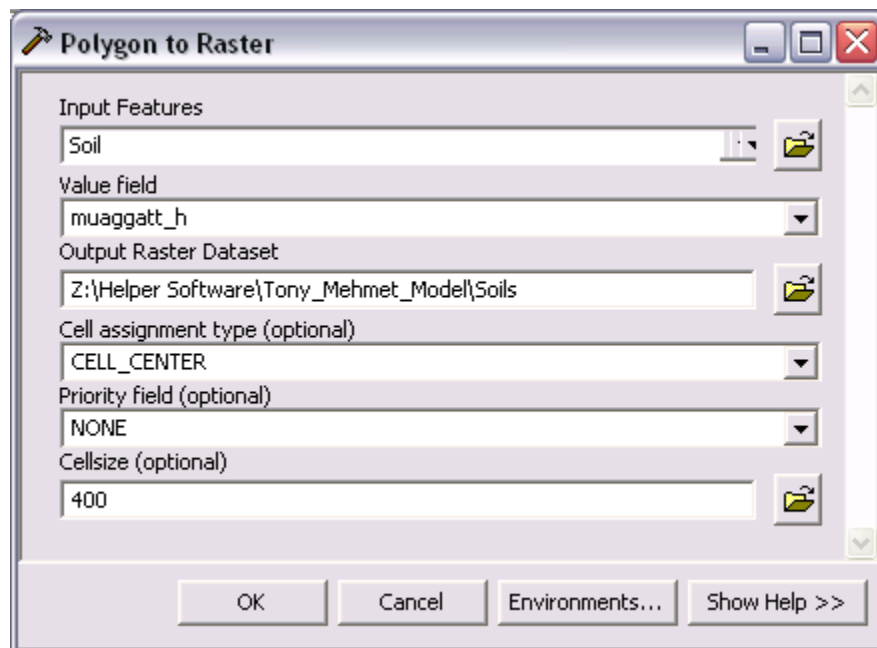 Polygon to Raster
Input Features
Soil
Value field
muaggatt_h
Output Raster Dataset
Z:\Helper Software\Tony_Mehmet_Model\Soils
Cell assignment type (optional)
CELL_CENTER
Priority field (optional)
NONE
Cellsize (optional)
400
OK Cancel Environments... Show Help >>